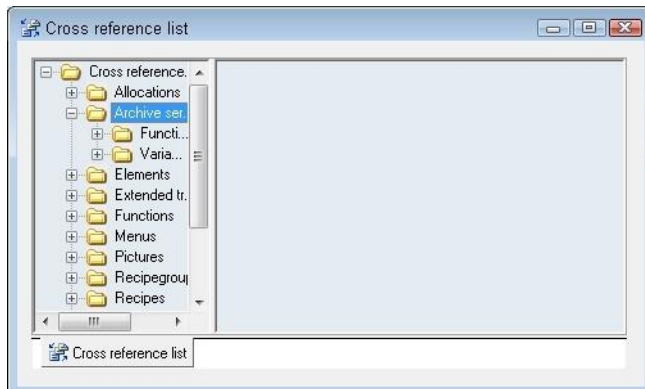 Cross reference list
Cross reference.
Allocations
Archive ser.
Functi...
Varia...
Elements
Extended tr.
Functions
Menus
Pictures
Recipegrou
Recipes
Cross reference list